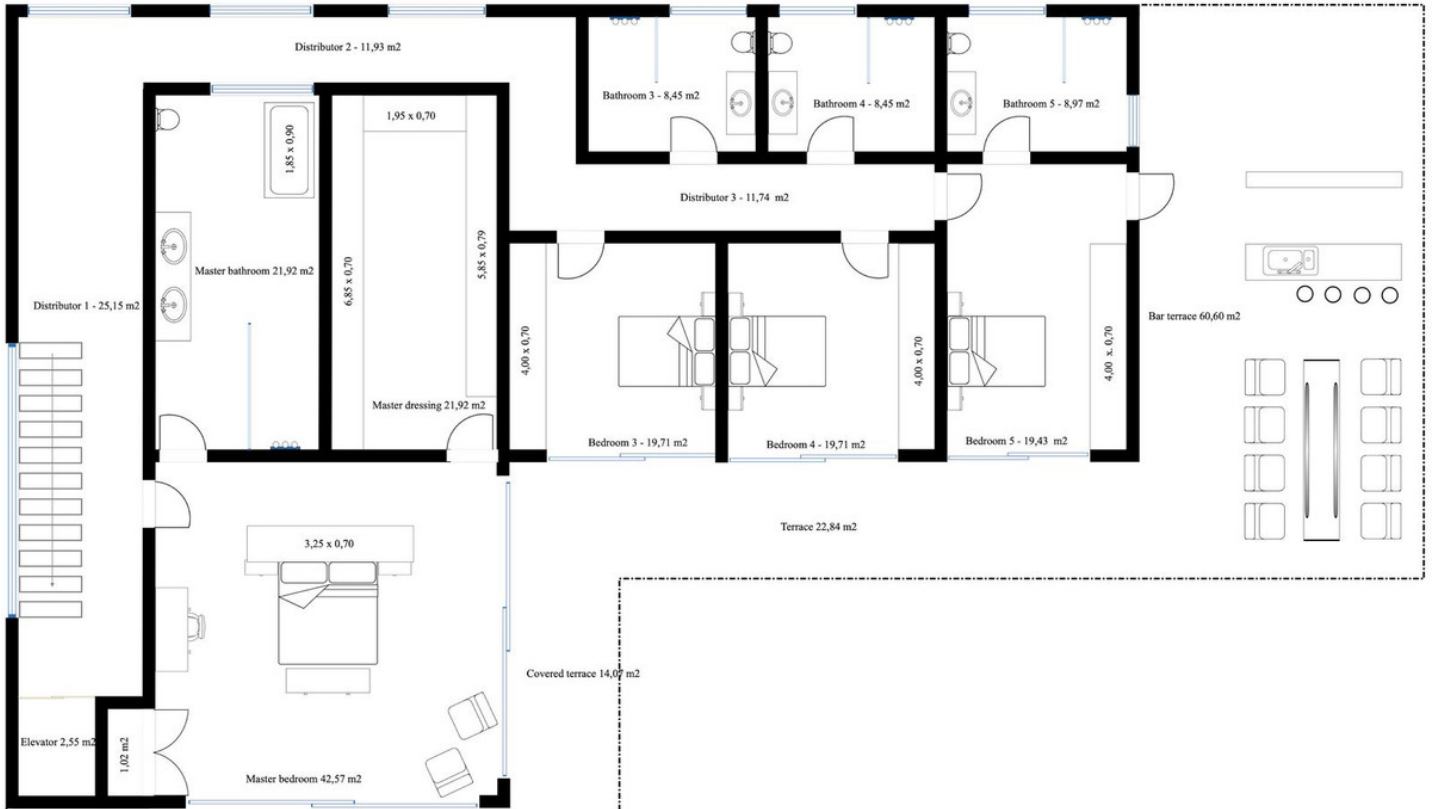 Distributor 2 - 11,93 m2
Bathroom 3 - 8,45 m2
Bathroom 4 - 8,45 m2
Bathroom 5 - 8,97 m2
1,95 x 0,70
1,85 x 0,90
Distributor 3 - 11,74 m2
Master bathroom 21,92 m2
6,85 x 0,70
5,85 x 0,79
Distributor 1 - 25,15 m2
Bar terrace 60,60 m2
4,00 x 0,70
4,00 x 0,70
4,00 x. 0,70
Master dressing 21,92 m2
Bedroom 3 - 19,71 m2
Bedroom 4 - 19,71 m2
Bedroom 5 - 19,43 m2
Terrace 22,84 m2
3,25 x 0,70
Covered terrace 14,07 m2
Elevator 2,55 m2
1,02 m2
Master bedroom 42,57 m2